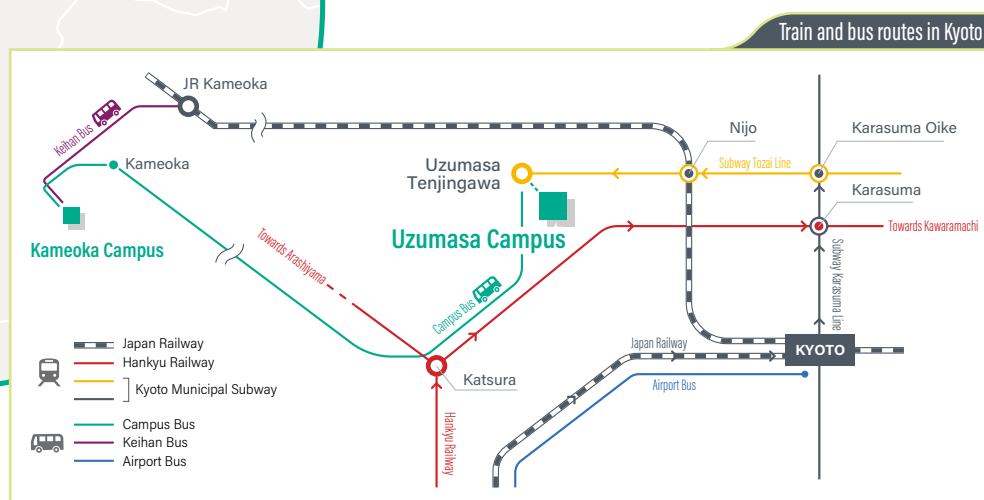 Train and bus routes in Kyoto
JR Kameoka
Keihan Bus
Kameoka
Kameoka Campus
Nijo
Karasuma Oike
Subway Tozai Line
Uzumasa
Tenjingawa
Karasuma
Uzumasa Campus
Towards Kawaramachi
Towards Arashiyama
Campus Bus
Subway Karasuma Line
Japan Railway
KYOTO
Airport Bus
Katsura
Hankyu Railway
Japan Railway
Hankyu Railway
Kyoto Municipal Subway
Campus Bus
Keihan Bus
Airport Bus